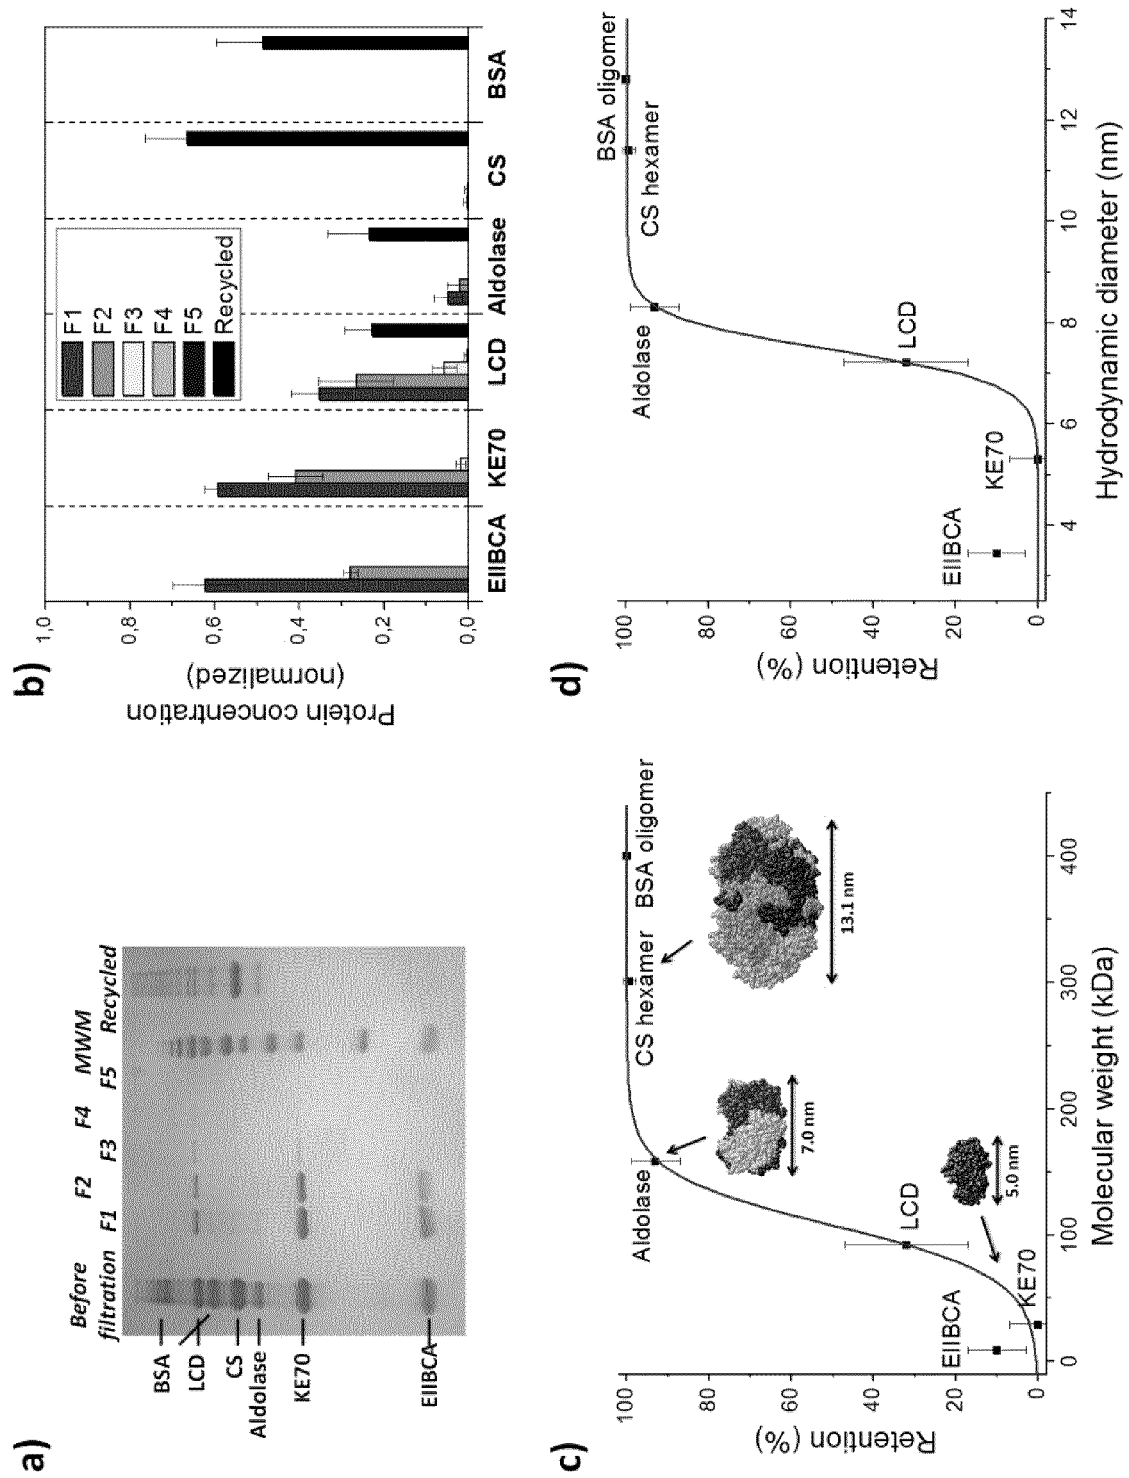 a)
Before
filtration
F1
F2
F3
F4
F5
MWM
Recycled
BSA
LCD
CS
Aldolase
KE70
EIIBCA
b)
Protein concentration
(normalized)
1,0
0,8
0,6
0,4
0,2
0,0
F1
F2
F3
F4
F5
Recycled
EIIBCA
KE70
LCD
Aldolase
CS
BSA
c)
Retention (%)
100
80
60
40
20
0
Aldolase
CS hexamer
BSA oligomer
7.0 nm
13.1 nm
LCD
5.0 nm
EIIBCA
KE70
0
100
200
300
400
Molecular weight (kDa)
d)
Retention (%)
100
80
60
40
20
0
BSA oligomer
CS hexamer
Aldolase
LCD
EIIBCA
KE70
4
6
8
10
12
14
Hydrodynamic diameter (nm)